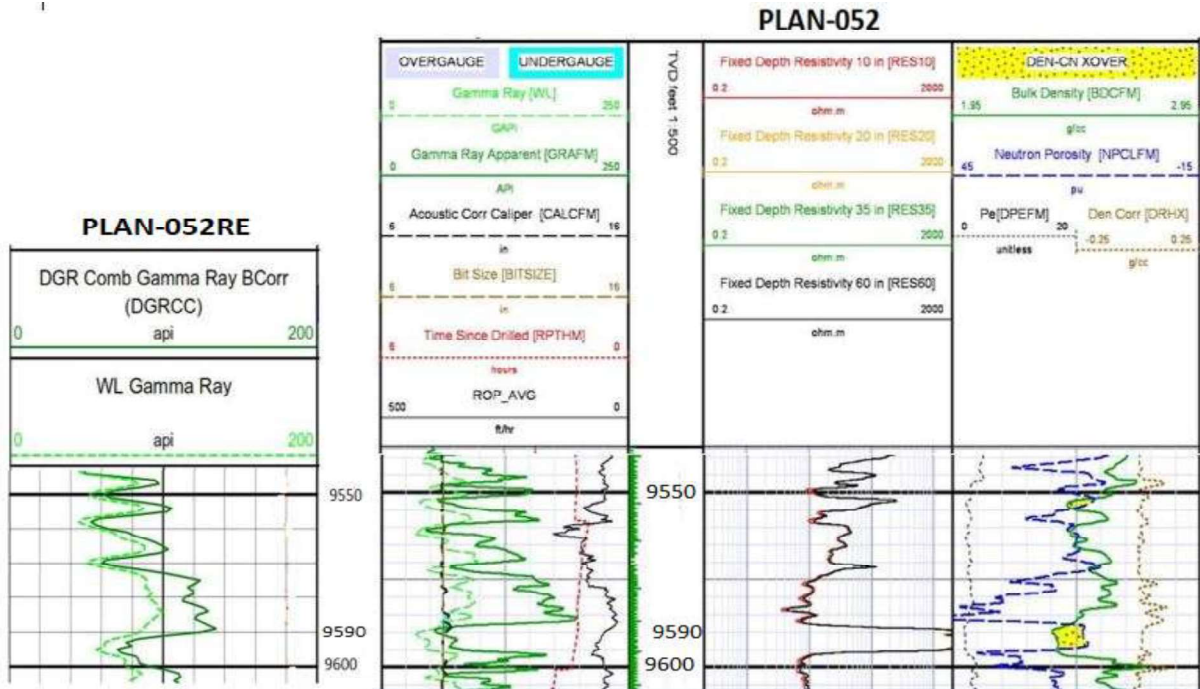 PLAN-052
OVERGAUGE UNDERGAUGE
Gamma Ray [WL]
0 250
GAPI
Gamma Ray Apparent [GRAFM]
0 250
API
Acoustic Corr Caliper [CALCFM]
6 16
in
Bit Size [BITSIZE]
6 16
in
Time Since Drilled [RPTHM]
6 0
hours
ROP_AVG
500 0
ft/hr
TVD feet 1:500
Fixed Depth Resistivity 10 in [RES10]
0.2 2000
ohm.m
Fixed Depth Resistivity 20 in [RES20]
0.2 2000
ohm.m
Fixed Depth Resistivity 35 in [RES35]
0.2 2000
ohm.m
Fixed Depth Resistivity 60 in [RES60]
0.2 2000
ohm.m
DEN-CN XOVER
Bulk Density [BDCFM]
1.95 2.95
g/cc
Neutron Porosity [NPCLFM]
45 -15
pu
Pe[DPEFM]
0 20
unitless
Den Corr [DRHX]
-0.25 0.25
g/cc
PLAN-052RE
DGR Comb Gamma Ray BCorr
(DGRCC)
0 api 200
WL Gamma Ray
0 api 200
9550 9550
9590 9590
9600 9600